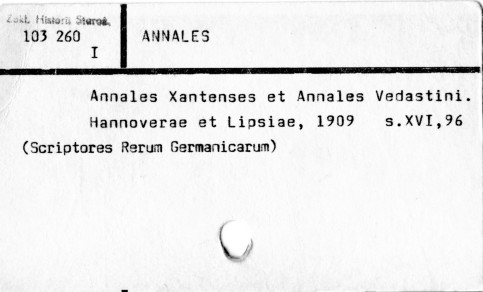 Zakł. Historii Staroż.
103 260
I
ANNALES
Annales Xantenses et Annales Vedastini.
Hannoverae et Lipsiae, 1909 s.XVI,96
(Scriptores Rerum Germanicarum)